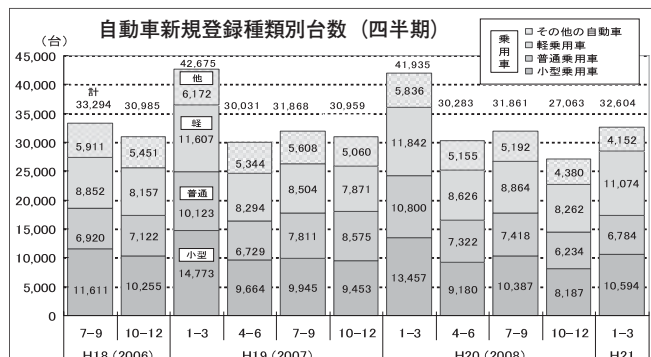 自動車新規登録種類別台数（四半期）
（台）
乗用車
その他の自動車
軽乗用車
普通乗用車
小型乗用車
45,000
40,000
35,000
30,000
25,000
20,000
15,000
10,000
5,000
0
計
33,294 30,985 42,675 30,031 31,868 30,959 41,935 30,283 31,861 27,063 32,604
他
5,911 5,451 6,172 5,344 5,608 5,060 5,836 5,155 5,192 4,380 4,152
軽
8,852 8,157 11,607 8,294 8,504 7,871 11,842 8,626 8,864 8,262 11,074
普通
6,920 7,122 10,123 6,729 7,811 8,575 10,800 7,322 7,418 6,234 6,784
小型
11,611 10,255 14,773 9,664 9,945 9,453 13,457 9,180 10,387 8,187 10,594
7-9 10-12 1-3 4-6 7-9 10-12 1-3 4-6 7-9 10-12 1-3
H18（2006） H19（2007） H20（2008） H21